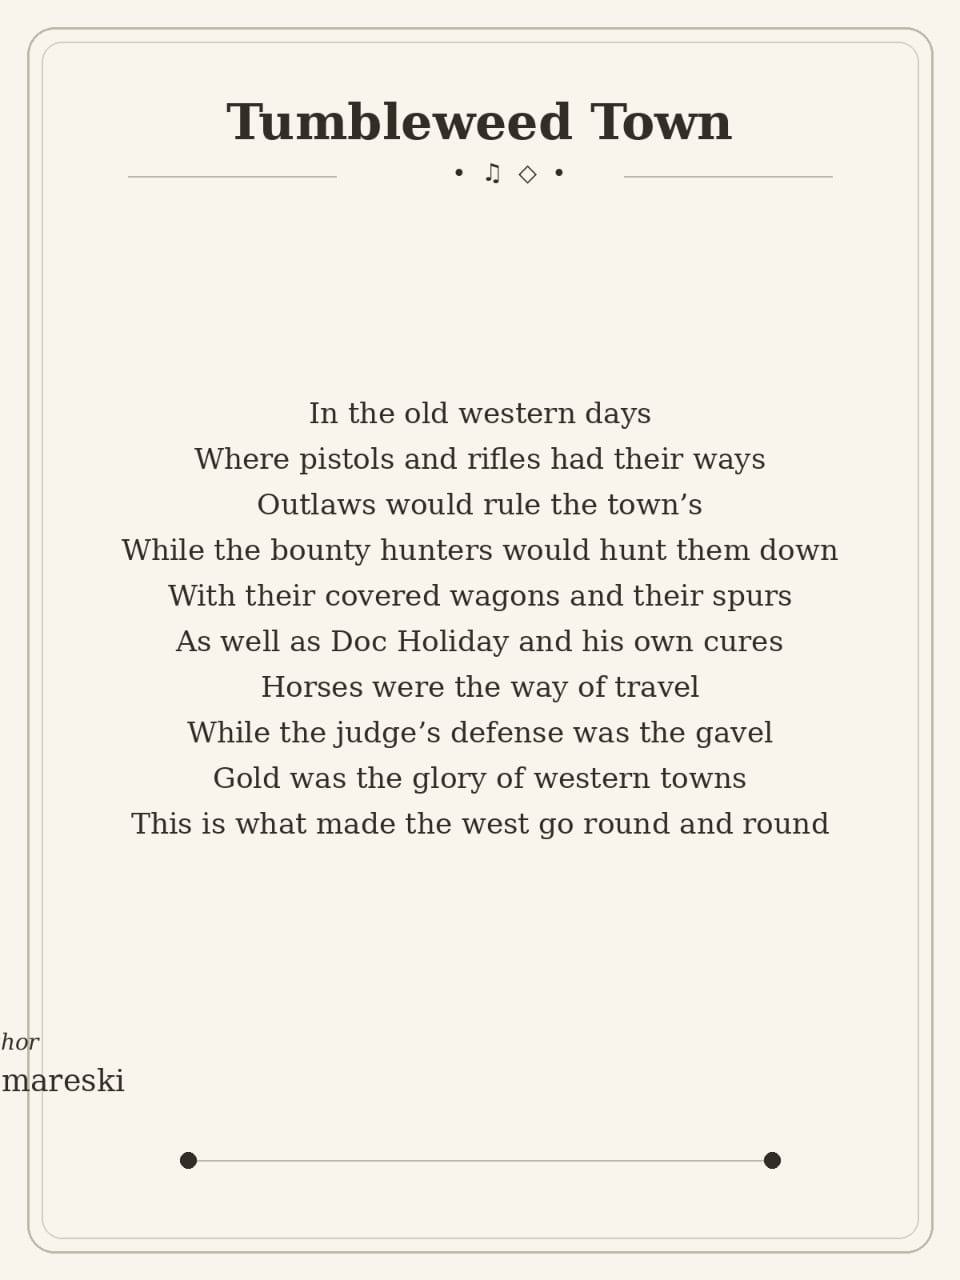 Tumbleweed Town
• ♫ ◇ •
In the old western days
Where pistols and rifles had their ways
Outlaws would rule the town’s
While the bounty hunters would hunt them down
With their covered wagons and their spurs
As well as Doc Holiday and his own cures
Horses were the way of travel
While the judge’s defense was the gavel
Gold was the glory of western towns
This is what made the west go round and round
hor
mareski